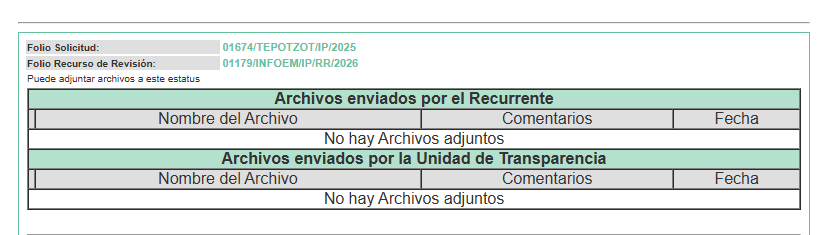 Folio Solicitud: 01674/TEPOTZOT/IP/2025
Folio Recurso de Revisión: 01179/INFOEM/IP/RR/2026
Puede adjuntar archivos a este estatus
Archivos enviados por el Recurrente
Nombre del Archivo Comentarios Fecha
No hay Archivos adjuntos
Archivos enviados por la Unidad de Transparencia
Nombre del Archivo Comentarios Fecha
No hay Archivos adjuntos